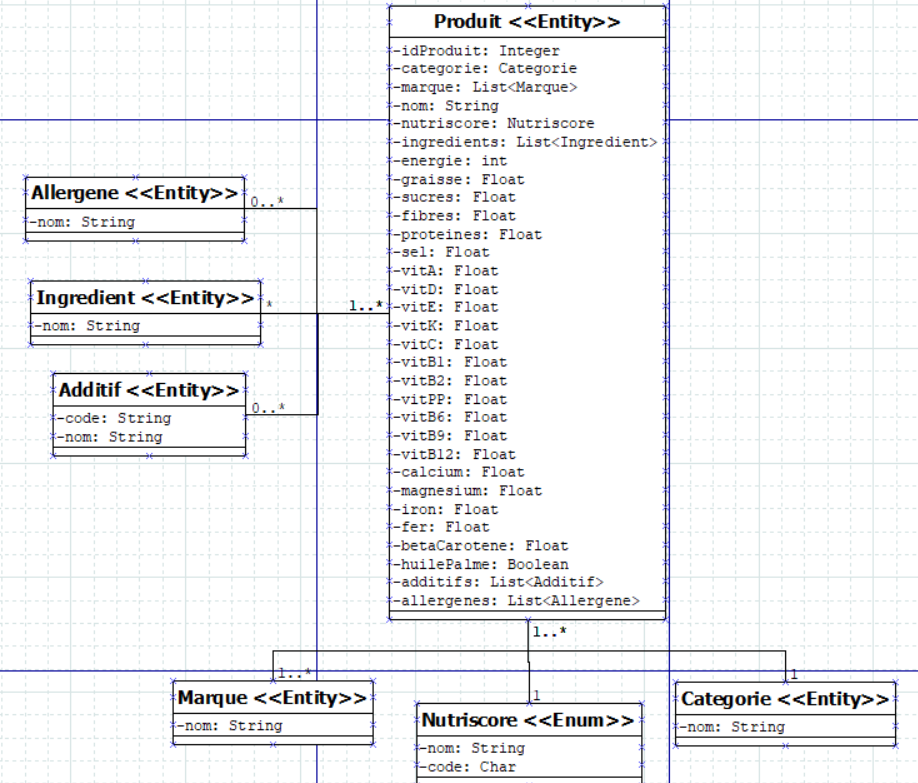 Produit <<Entity>>
-idProduit: Integer
-categorie: Categorie
-marque: List<Marque>
-nom: String
-nutriscore: Nutriscore
-ingredients: List<Ingredient>
-energie: int
-graisse: Float
-sucres: Float
-fibres: Float
-proteines: Float
-sel: Float
-vitA: Float
-vitD: Float
-vitE: Float
-vitK: Float
-vitC: Float
-vitB1: Float
-vitB2: Float
-vitPP: Float
-vitB6: Float
-vitB9: Float
-vitB12: Float
-calcium: Float
-magnesium: Float
-iron: Float
-fer: Float
-betaCarotene: Float
-huilePalme: Boolean
-additifs: List<Additif>
-allergenes: List<Allergene>
Allergene <<Entity>>
-nom: String
0..*
Ingredient <<Entity>>
-nom: String
*
1..*
Additif <<Entity>>
-code: String
-nom: String
0..*
1..*
1..*
Marque <<Entity>>
-nom: String
1
Nutriscore <<Enum>>
-nom: String
-code: Char
1
Categorie <<Entity>>
-nom: String